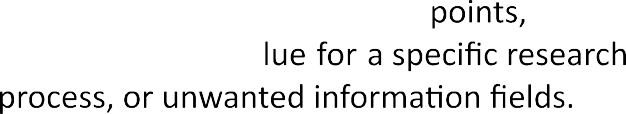 points,
lue for a specific research
process, or unwanted information fields.